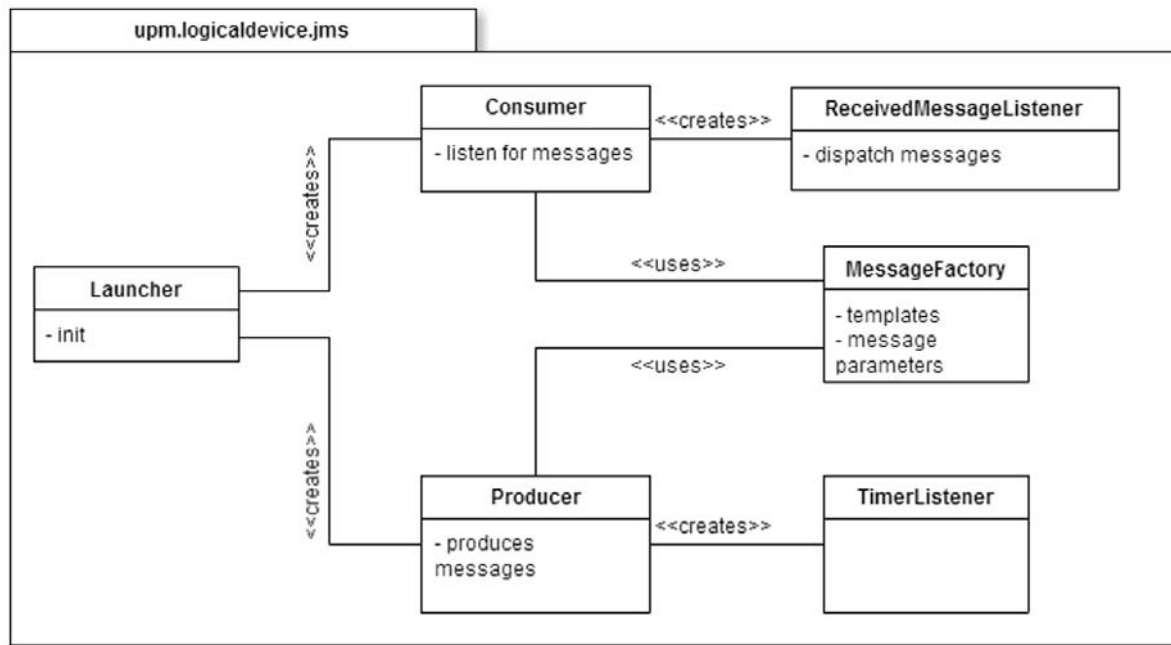 upm.logicaldevice.jms
Consumer
- listen for messages
<<creates>>
ReceivedMessageListener
- dispatch messages
<<creates>>
Launcher
- init
<<uses>>
MessageFactory
- templates
- message
parameters
<<uses>>
<<creates>>
Producer
- produces
messages
<<creates>>
TimerListener